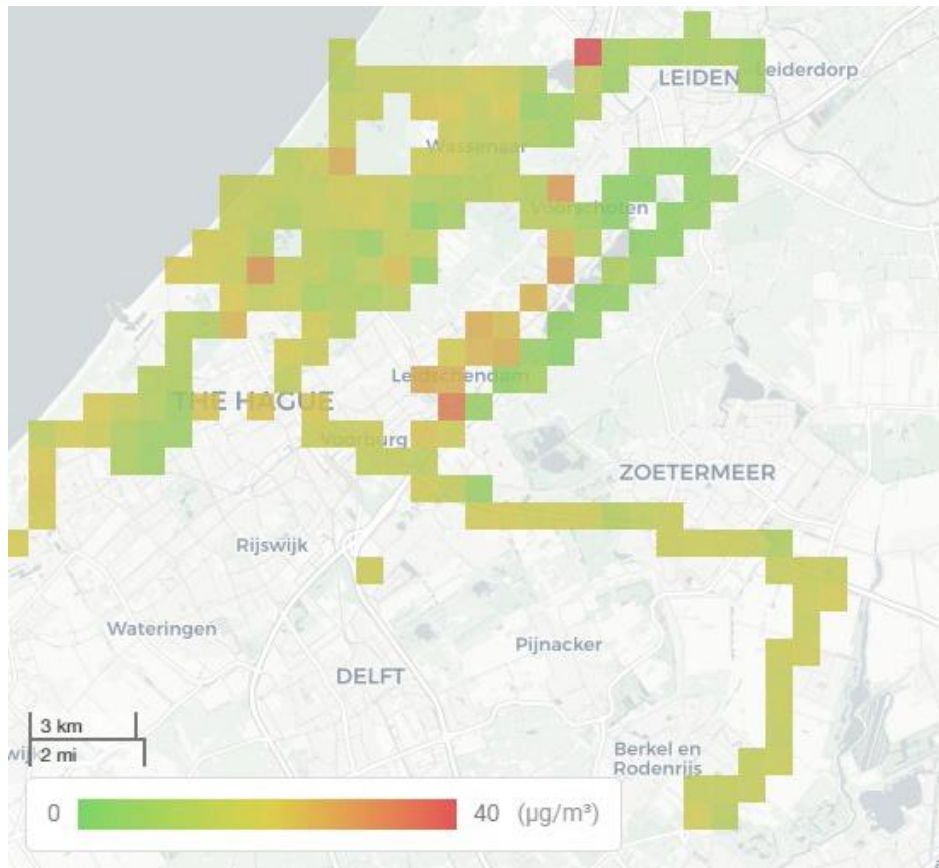 LEIDEN
Leiderdorp
Wassenaar
Voorschoten
Leidschendam
THE HAGUE
Voorburg
ZOETERMEER
Rijswijk
Wateringen
Pijnacker
DELFT
3 km
2 mi
Berkel en
Rodenrijs
0 40 (µg/m³)